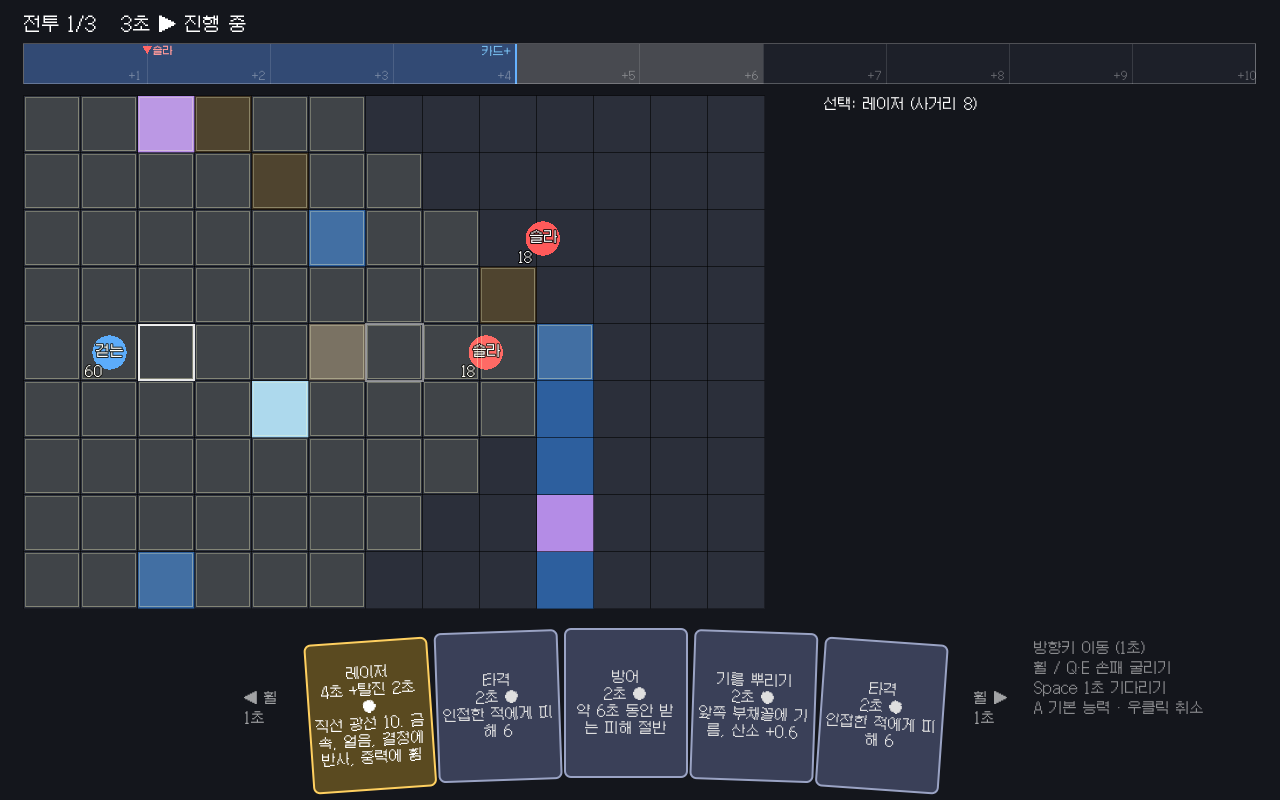 전투 1/3 3초 ▶ 진행 중
▼슬라
카드+
+1 +2 +3 +4 +5 +6 +7 +8 +9 +10
선택: 레이저 (사거리 8)
슬라
18
걷는
60
슬라
18
◀ 휠
1초
레이저
4초 +탈진 2초
직선 광선 10. 금
속, 얼음, 결정에
반사, 중력에 휨
타격
2초
인접한 적에게 피
해 6
방어
2초
약 6초 동안 받
는 피해 절반
기름 뿌리기
2초
앞쪽 부채꼴에 기
름, 산소 +0.6
타격
2초
인접한 적에게 피
해 6
휠 ▶
1초
방향키 이동 (1초)
휠 / Q·E 손패 굴리기
Space 1초 기다리기
A 기본 능력 · 우클릭 취소